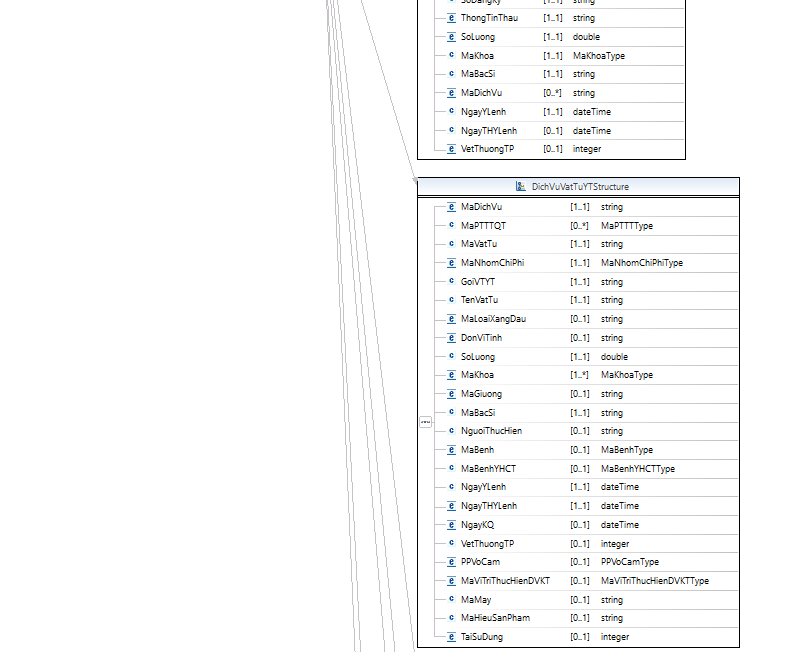 SoDangKy [1..1] string
ThongTinThau [1..1] string
SoLuong [1..1] double
MaKhoa [1..1] MaKhoaType
MaBacSi [1..1] string
MaDichVu [0..*] string
NgayYLenh [1..1] dateTime
NgayTHYLenh [0..1] dateTime
VetThuongTP [0..1] integer
DichVuVatTuYTStructure
MaDichVu [1..1] string
MaPTTTQT [0..*] MaPTTTType
MaVatTu [1..1] string
MaNhomChiPhi [1..1] MaNhomChiPhiType
GoiVTYT [1..1] string
TenVatTu [1..1] string
MaLoaiXangDau [0..1] string
DonViTinh [0..1] string
SoLuong [1..1] double
MaKhoa [1..*] MaKhoaType
MaGiuong [0..1] string
MaBacSi [1..1] string
NguoiThucHien [0..1] string
MaBenh [0..1] MaBenhType
MaBenhYHCT [0..1] MaBenhYHCTType
NgayYLenh [1..1] dateTime
NgayTHYLenh [1..1] dateTime
NgayKQ [0..1] dateTime
VetThuongTP [0..1] integer
PPVoCam [0..1] PPVoCamType
MaViTriThucHienDVKT [0..1] MaViTriThucHienDVKTType
MaMay [0..1] string
MaHieuSanPham [0..1] string
TaiSuDung [0..1] integer